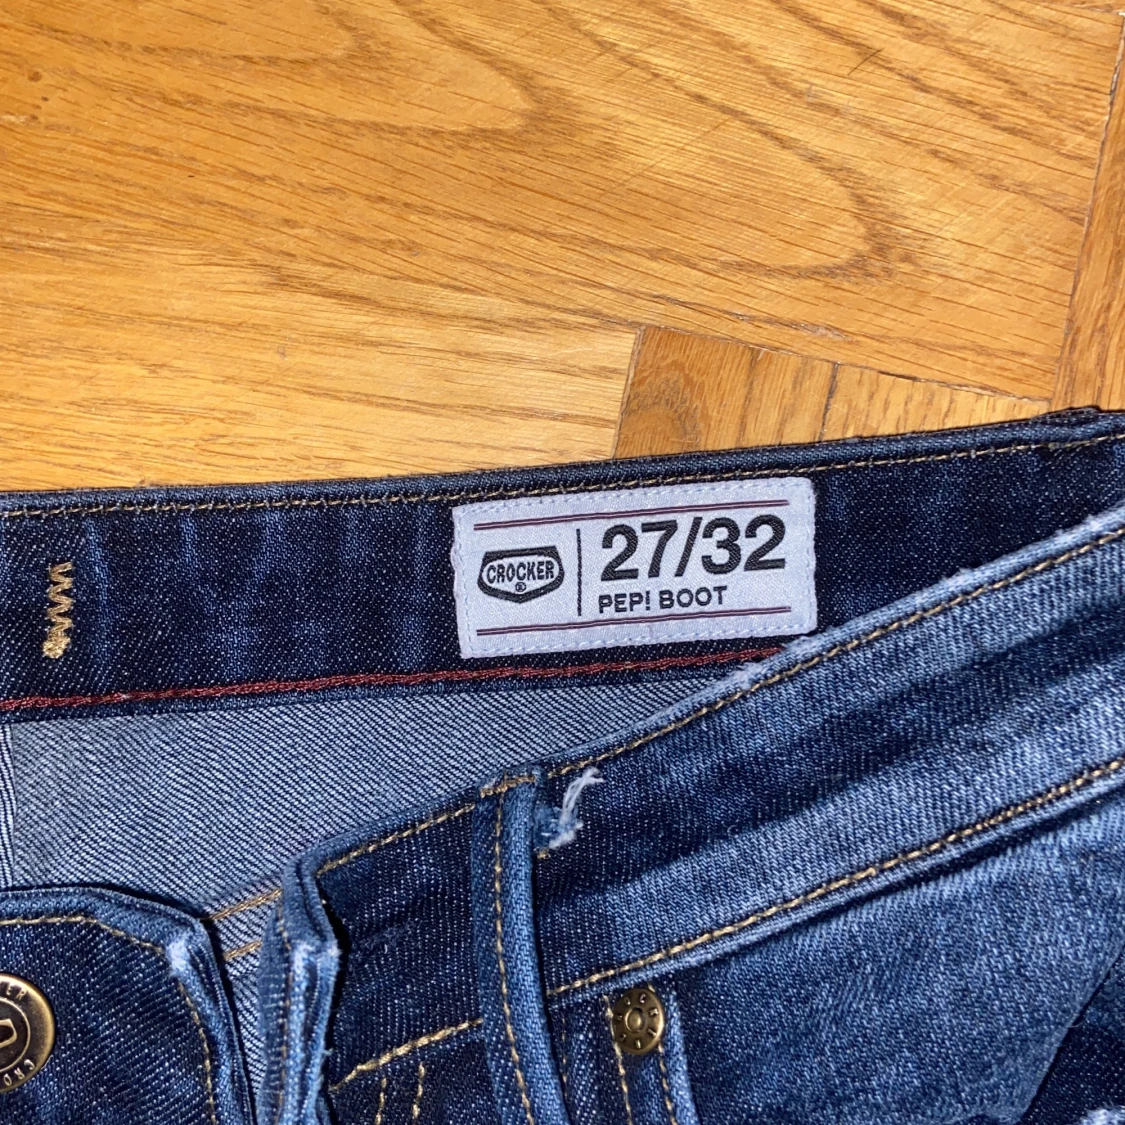 CROCKER
®
27/32
PEP! BOOT